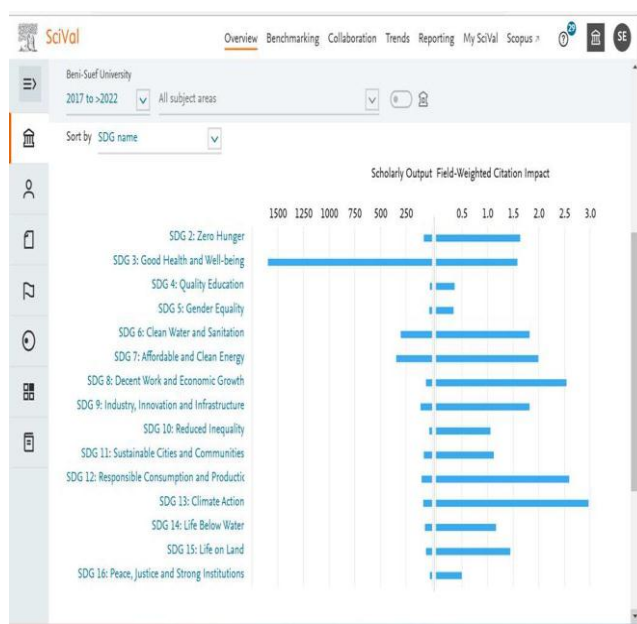 SciVal
Overview Benchmarking Collaboration Trends Reporting My SciVal Scopus
29
SE
Beni-Suef University
2017 to >2022 All subject areas
Sort by SDG name
Scholarly Output Field-Weighted Citation Impact
1500 1250 1000 750 500 250 0.5 1.0 1.5 2.0 2.5 3.0
SDG 2: Zero Hunger
SDG 3: Good Health and Well-being
SDG 4: Quality Education
SDG 5: Gender Equality
SDG 6: Clean Water and Sanitation
SDG 7: Affordable and Clean Energy
SDG 8: Decent Work and Economic Growth
SDG 9: Industry, Innovation and Infrastructure
SDG 10: Reduced Inequality
SDG 11: Sustainable Cities and Communities
SDG 12: Responsible Consumption and Productic
SDG 13: Climate Action
SDG 14: Life Below Water
SDG 15: Life on Land
SDG 16: Peace, Justice and Strong Institutions